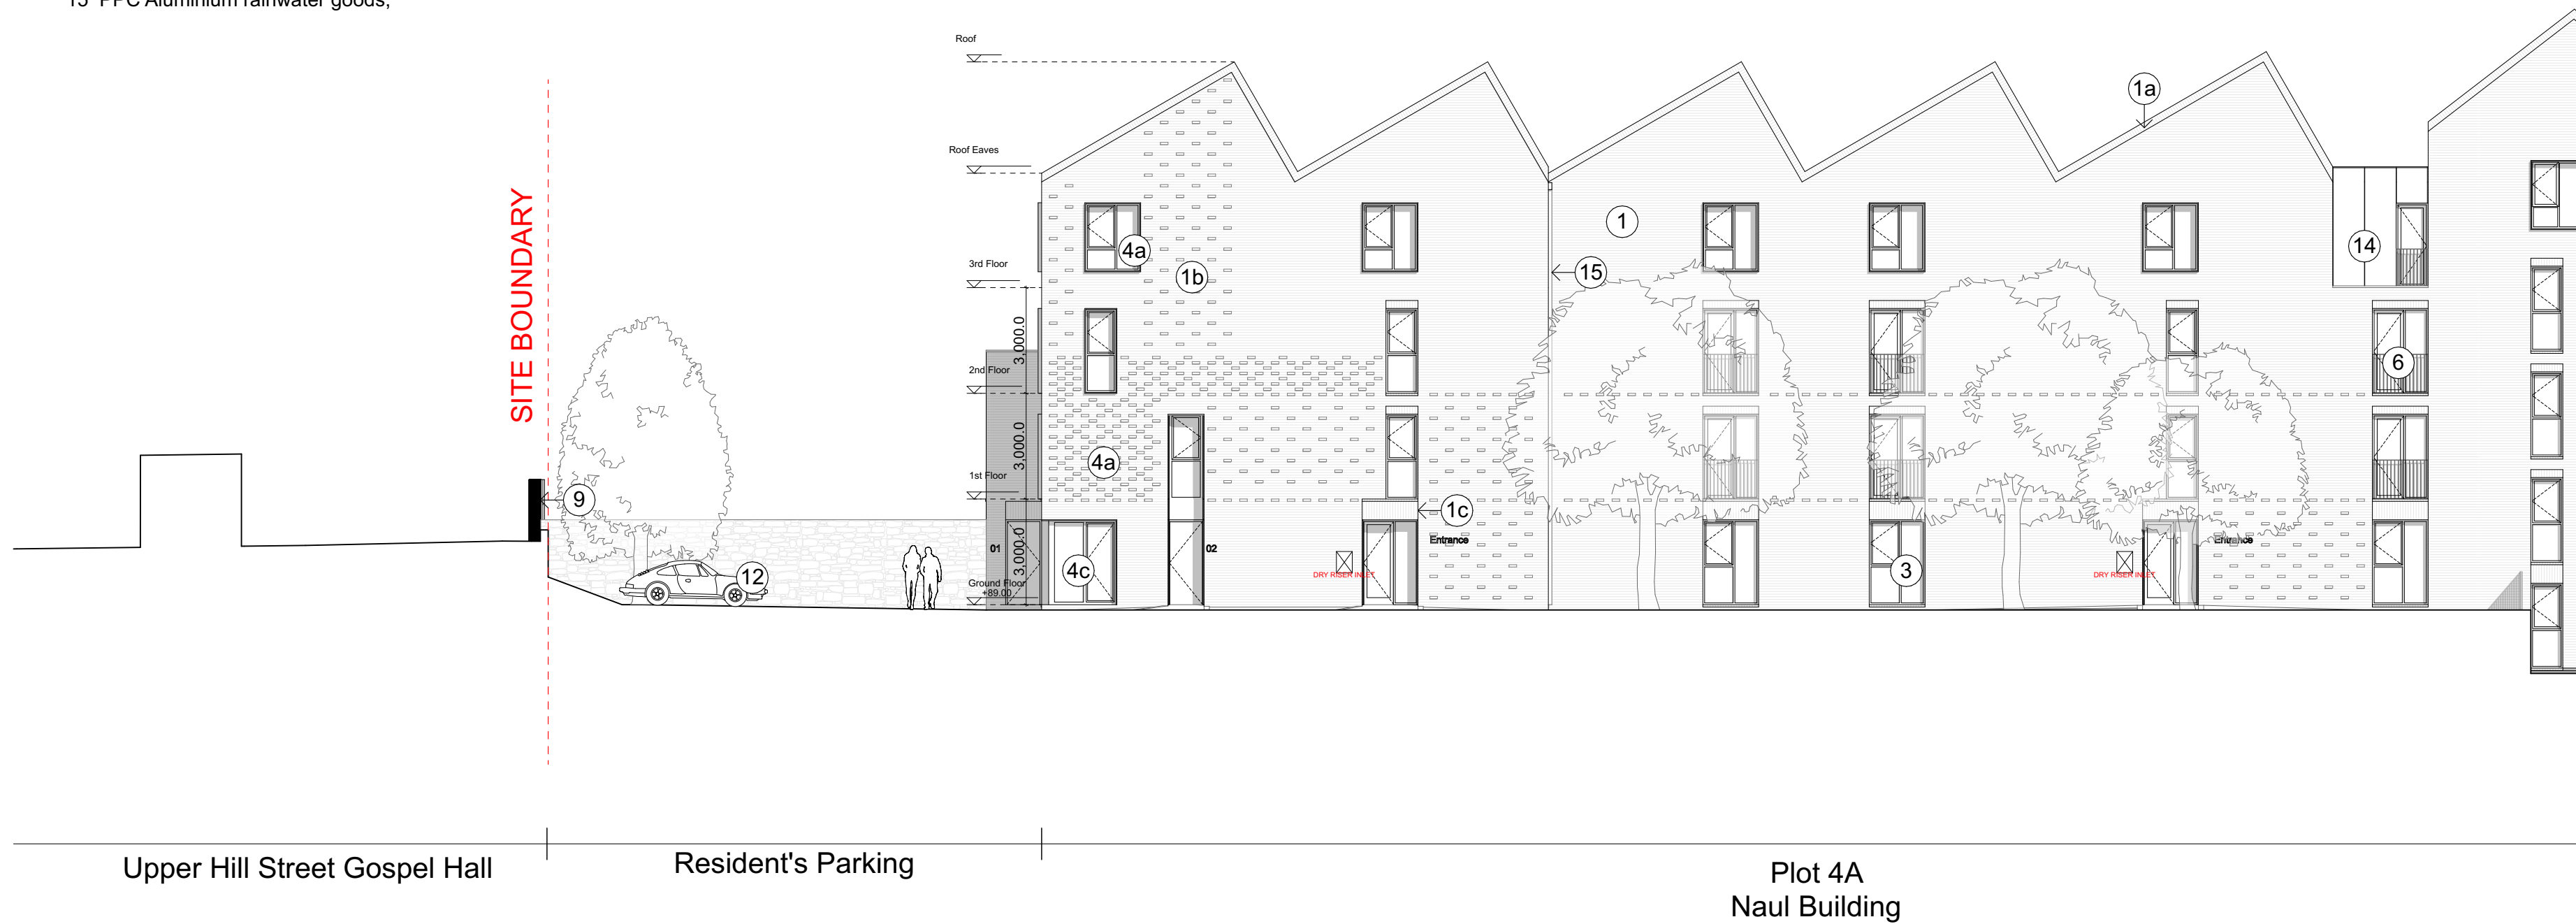 15 PPC Aluminium rainwater goods;
Roof
1a
Roof Eaves
SITE BOUNDARY
1
4a
14
3rd Floor
15
1b
3,000.0
2nd Floor
6
3,000.0
4a
1st Floor
9
1c
01
02
3,000.0
Entrance
Entrance
4c
3
12
DRY RISER INLET
DRY RISER INLET
Ground Floor
+89.00
Upper Hill Street Gospel Hall
Resident's Parking
Plot 4A
Naul Building